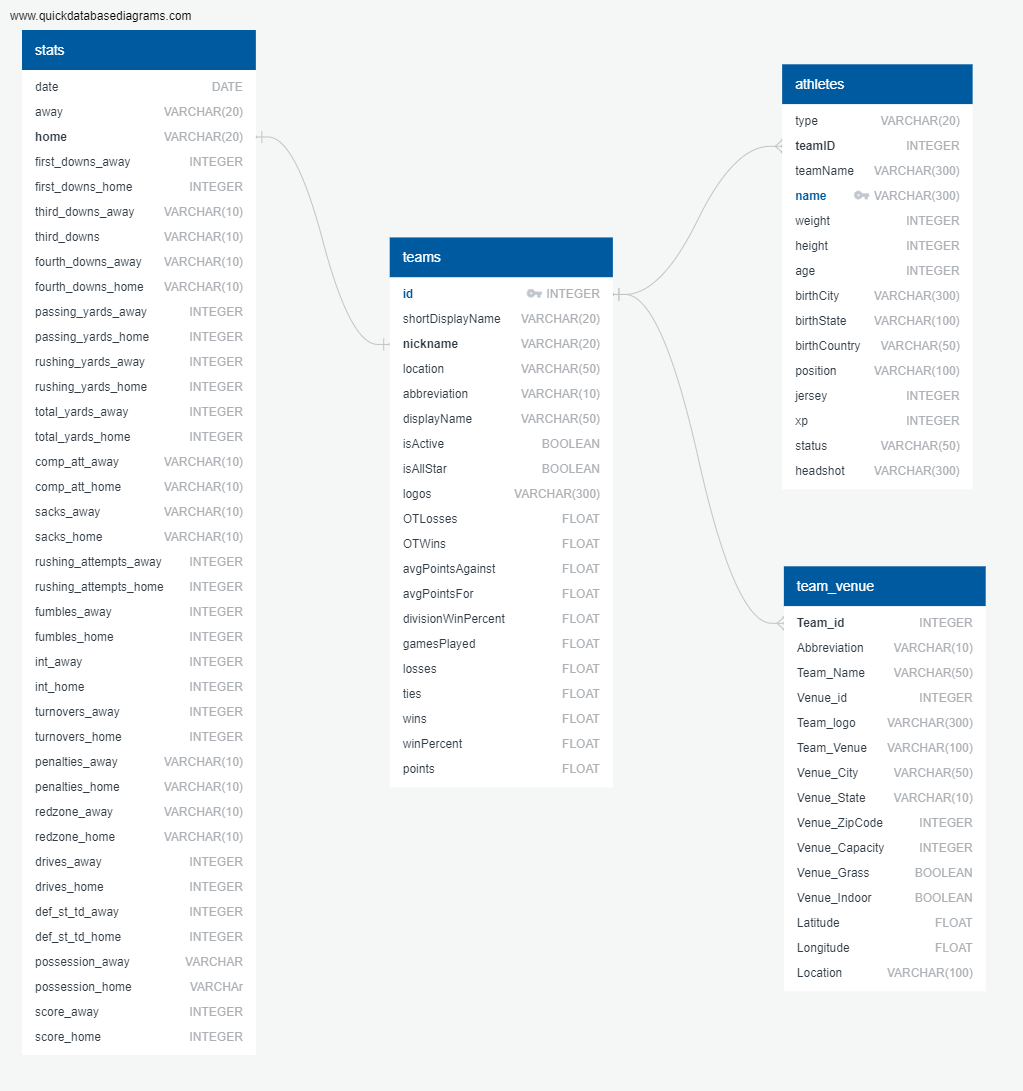 www.quickdatabasediagrams.com
stats
date DATE
away VARCHAR(20)
home VARCHAR(20)
first_downs_away INTEGER
first_downs_home INTEGER
third_downs_away VARCHAR(10)
third_downs VARCHAR(10)
fourth_downs_away VARCHAR(10)
fourth_downs_home VARCHAR(10)
passing_yards_away INTEGER
passing_yards_home INTEGER
rushing_yards_away INTEGER
rushing_yards_home INTEGER
total_yards_away INTEGER
total_yards_home INTEGER
comp_att_away VARCHAR(10)
comp_att_home VARCHAR(10)
sacks_away VARCHAR(10)
sacks_home VARCHAR(10)
rushing_attempts_away INTEGER
rushing_attempts_home INTEGER
fumbles_away INTEGER
fumbles_home INTEGER
int_away INTEGER
int_home INTEGER
turnovers_away INTEGER
turnovers_home INTEGER
penalties_away VARCHAR(10)
penalties_home VARCHAR(10)
redzone_away VARCHAR(10)
redzone_home VARCHAR(10)
drives_away INTEGER
drives_home INTEGER
def_st_td_away INTEGER
def_st_td_home INTEGER
possession_away VARCHAR
possession_home VARCHAr
score_away INTEGER
score_home INTEGER
teams
id INTEGER
shortDisplayName VARCHAR(20)
nickname VARCHAR(20)
location VARCHAR(50)
abbreviation VARCHAR(10)
displayName VARCHAR(50)
isActive BOOLEAN
isAllStar BOOLEAN
logos VARCHAR(300)
OTLosses FLOAT
OTWins FLOAT
avgPointsAgainst FLOAT
avgPointsFor FLOAT
divisionWinPercent FLOAT
gamesPlayed FLOAT
losses FLOAT
ties FLOAT
wins FLOAT
winPercent FLOAT
points FLOAT
athletes
type VARCHAR(20)
teamID INTEGER
teamName VARCHAR(300)
name VARCHAR(300)
weight INTEGER
height INTEGER
age INTEGER
birthCity VARCHAR(300)
birthState VARCHAR(100)
birthCountry VARCHAR(50)
position VARCHAR(100)
jersey INTEGER
xp INTEGER
status VARCHAR(50)
headshot VARCHAR(300)
team_venue
Team_id INTEGER
Abbreviation VARCHAR(10)
Team_Name VARCHAR(50)
Venue_id INTEGER
Team_logo VARCHAR(300)
Team_Venue VARCHAR(100)
Venue_City VARCHAR(50)
Venue_State VARCHAR(10)
Venue_ZipCode INTEGER
Venue_Capacity INTEGER
Venue_Grass BOOLEAN
Venue_Indoor BOOLEAN
Latitude FLOAT
Longitude FLOAT
Location VARCHAR(100)